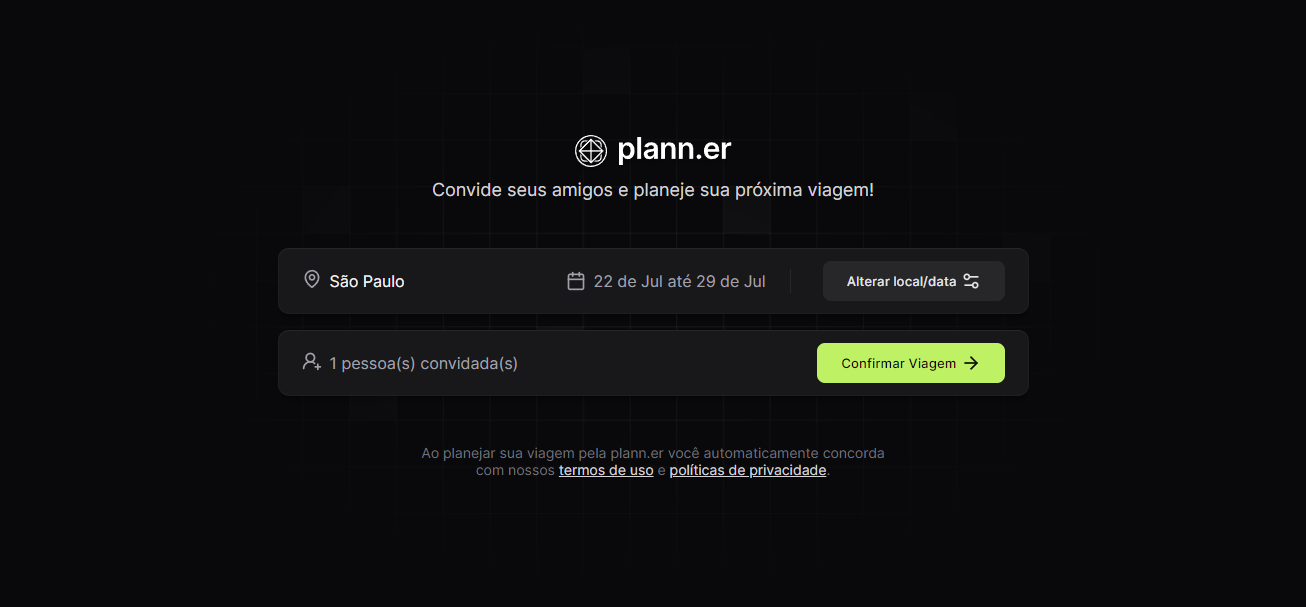 plann.er
Convide seus amigos e planeje sua próxima viagem!
São Paulo
22 de Jul até 29 de Jul
Alterar local/data
1 pessoa(s) convidada(s)
Confirmar Viagem
Ao planejar sua viagem pela plann.er você automaticamente concorda
com nossos termos de uso e políticas de privacidade.